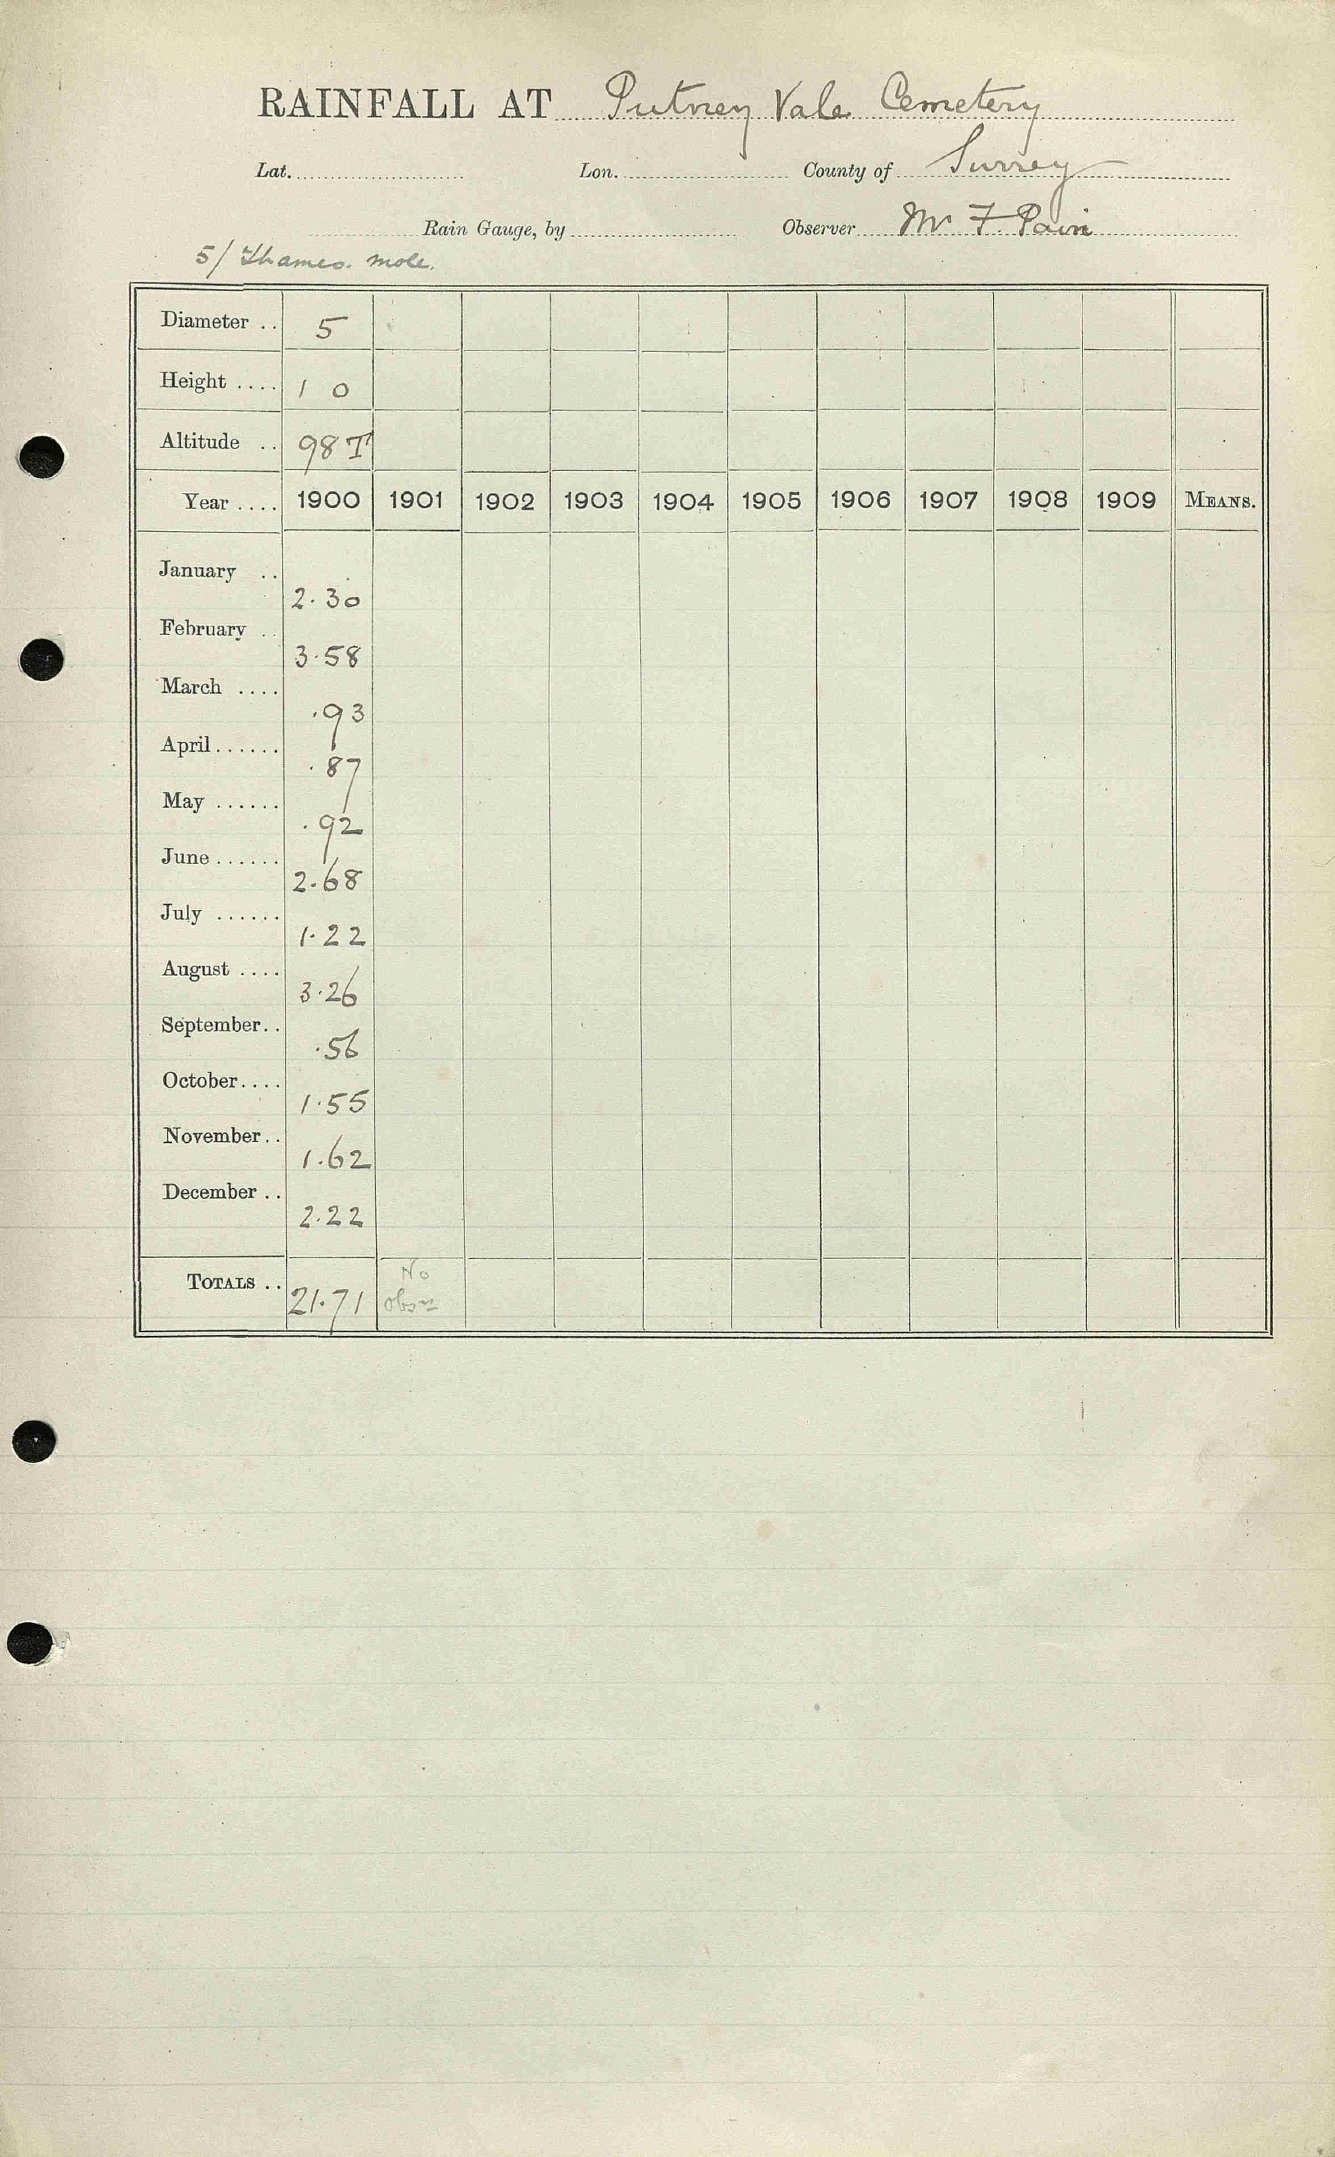 RAINFALL AT Putney Vale Cemetery
Lat. Lon. County of Surrey
Rain Gauge, by Observer Mr F. Pain
5/ Thames. Mole.
Diameter .. 5
Height .... 1 0
Altitude .. 98 T
Year .... 1900 1901 1902 1903 1904 1905 1906 1907 1908 1909 MEANS.
January .. 2.30
February .. 3.58
March .... .93
April ...... .87
May ...... .92
June ...... 2.68
July ...... 1.22
August .... 3.26
September.. .56
October.... 1.55
November.. 1.62
December .. 2.22
TOTALS .. 21.71 No obsn